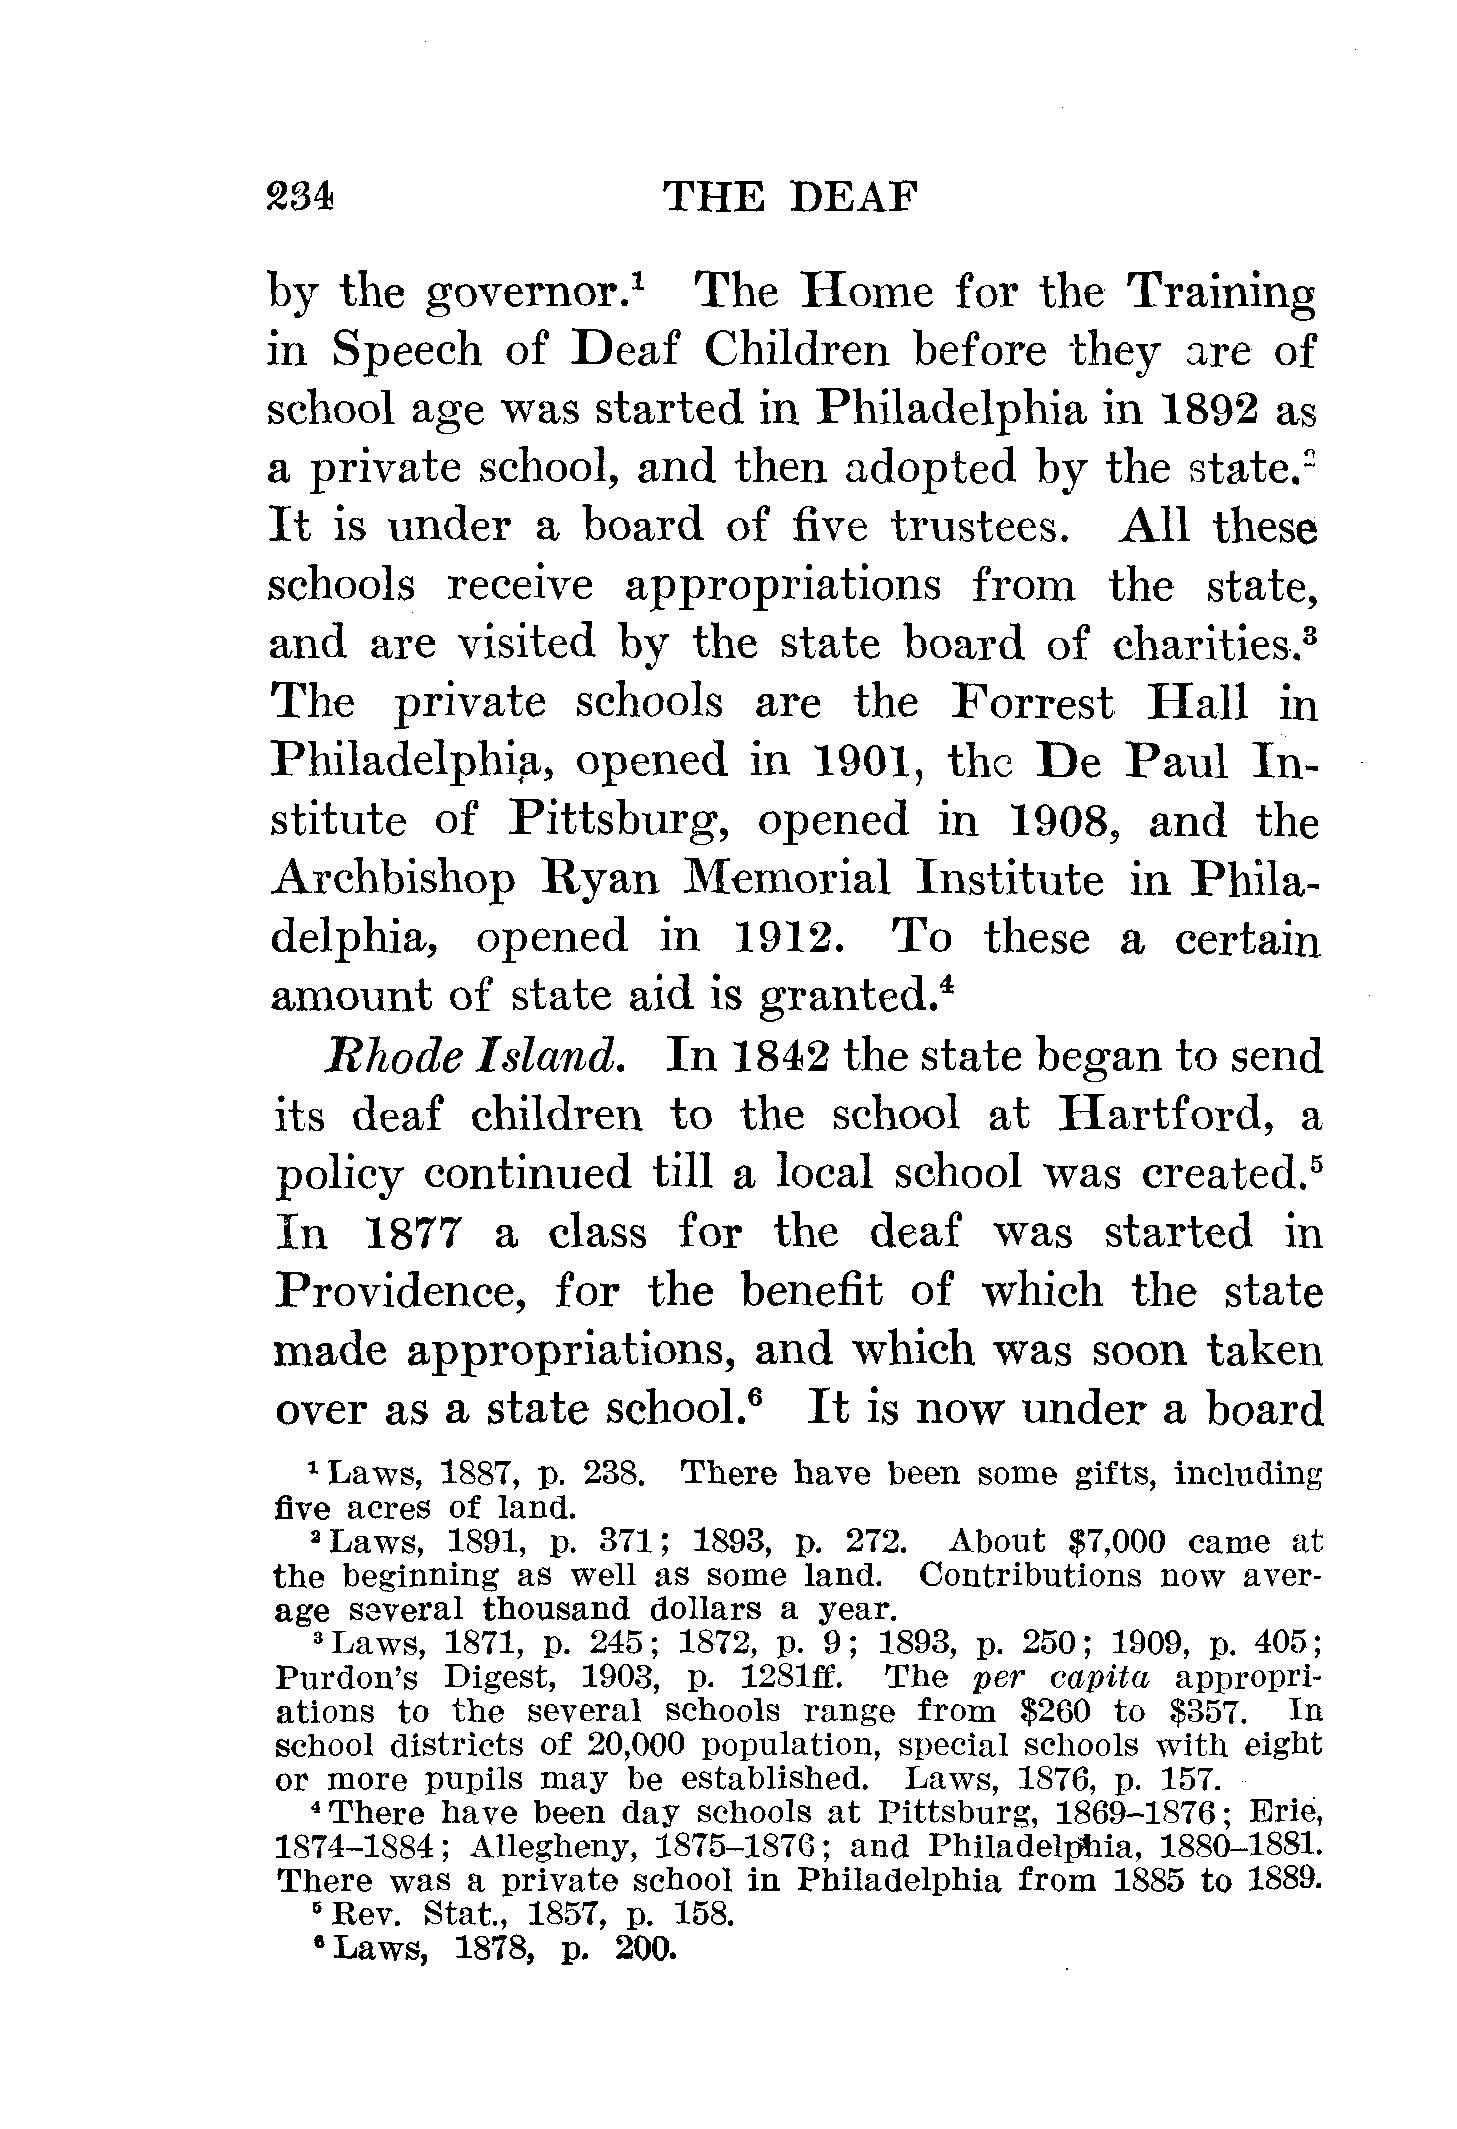 234 THE DEAF
by the governor.¹ The Home for the Training
in Speech of Deaf Children before they are of
school age was started in Philadelphia in 1892 as
a private school, and then adopted by the state.²
It is under a board of five trustees. All these
schools receive appropriations from the state,
and are visited by the state board of charities.³
The private schools are the Forrest Hall in
Philadelphia, opened in 1901, the De Paul In-
stitute of Pittsburg, opened in 1908, and the
Archbishop Ryan Memorial Institute in Phila-
delphia, opened in 1912. To these a certain
amount of state aid is granted.⁴
Rhode Island. In 1842 the state began to send
its deaf children to the school at Hartford, a
policy continued till a local school was created.⁵
In 1877 a class for the deaf was started in
Providence, for the benefit of which the state
made appropriations, and which was soon taken
over as a state school.⁶ It is now under a board
¹ Laws, 1887, p. 238. There have been some gifts, including
five acres of land.
² Laws, 1891, p. 371; 1893, p. 272. About $7,000 came at
the beginning as well as some land. Contributions now aver-
age several thousand dollars a year.
³ Laws, 1871, p. 245; 1872, p. 9; 1893, p. 250; 1909, p. 405;
Purdon's Digest, 1903, p. 1281ff. The per capita appropri-
ations to the several schools range from $260 to $357. In
school districts of 20,000 population, special schools with eight
or more pupils may be established. Laws, 1876, p. 157.
⁴ There have been day schools at Pittsburg, 1869–1876; Erie,
1874–1884; Allegheny, 1875–1876; and Philadelphia, 1880–1881.
There was a private school in Philadelphia from 1885 to 1889.
⁵ Rev. Stat., 1857, p. 158.
⁶ Laws, 1878, p. 200.